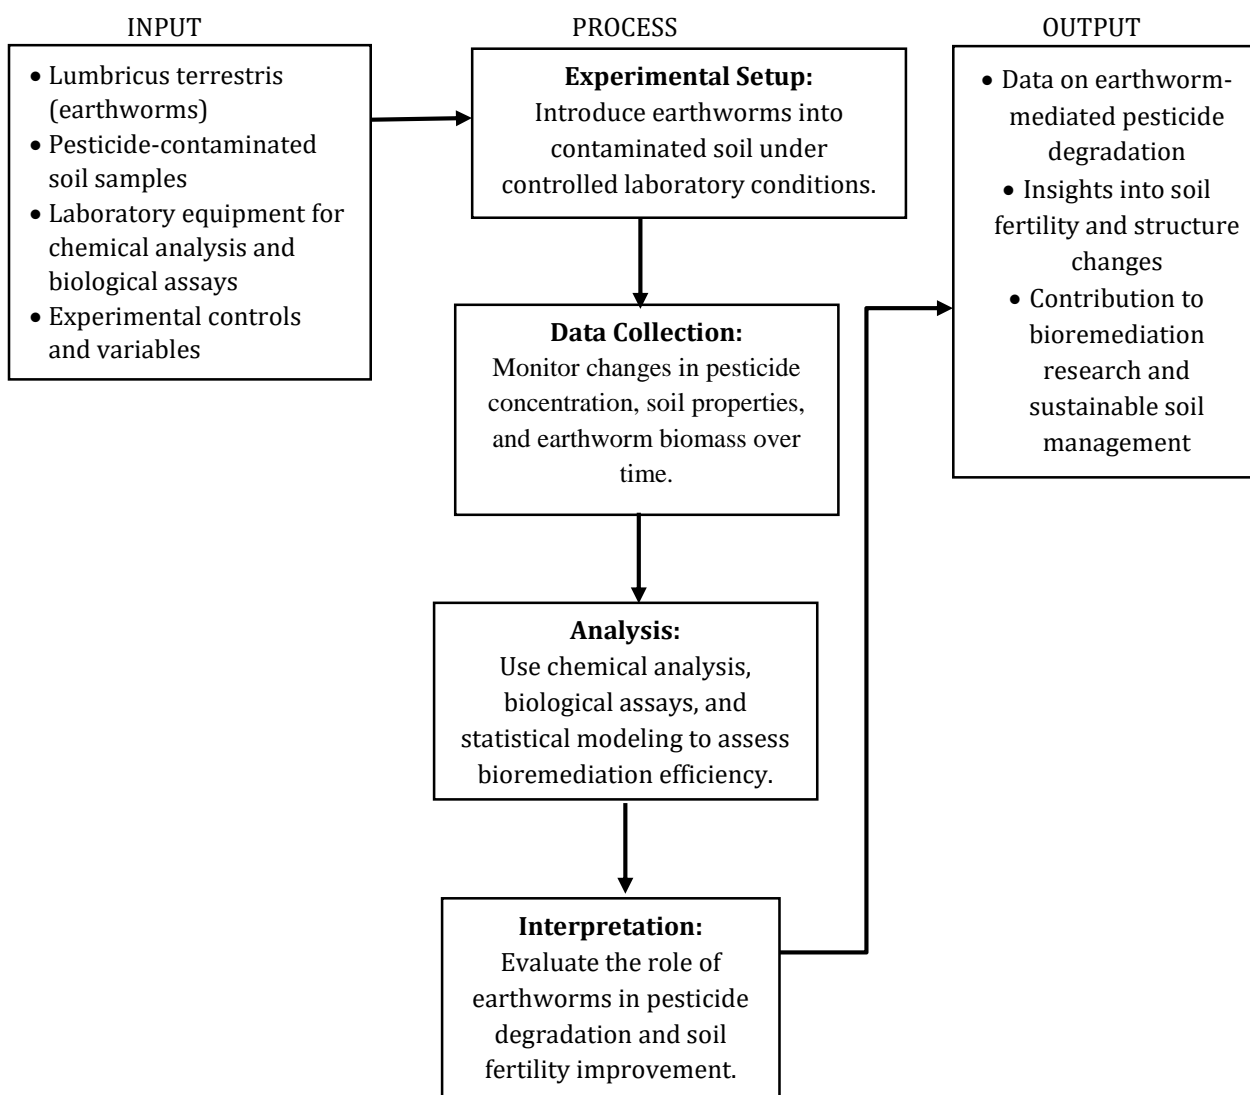 INPUT
• Lumbricus terrestris
(earthworms)
• Pesticide-contaminated
soil samples
• Laboratory equipment for
chemical analysis and
biological assays
• Experimental controls
and variables
PROCESS
Experimental Setup:
Introduce earthworms into
contaminated soil under
controlled laboratory conditions.
Data Collection:
Monitor changes in pesticide
concentration, soil properties,
and earthworm biomass over
time.
Analysis:
Use chemical analysis,
biological assays, and
statistical modeling to assess
bioremediation efficiency.
Interpretation:
Evaluate the role of
earthworms in pesticide
degradation and soil
fertility improvement.
OUTPUT
• Data on earthworm-
mediated pesticide
degradation
• Insights into soil
fertility and structure
changes
• Contribution to
bioremediation
research and
sustainable soil
management